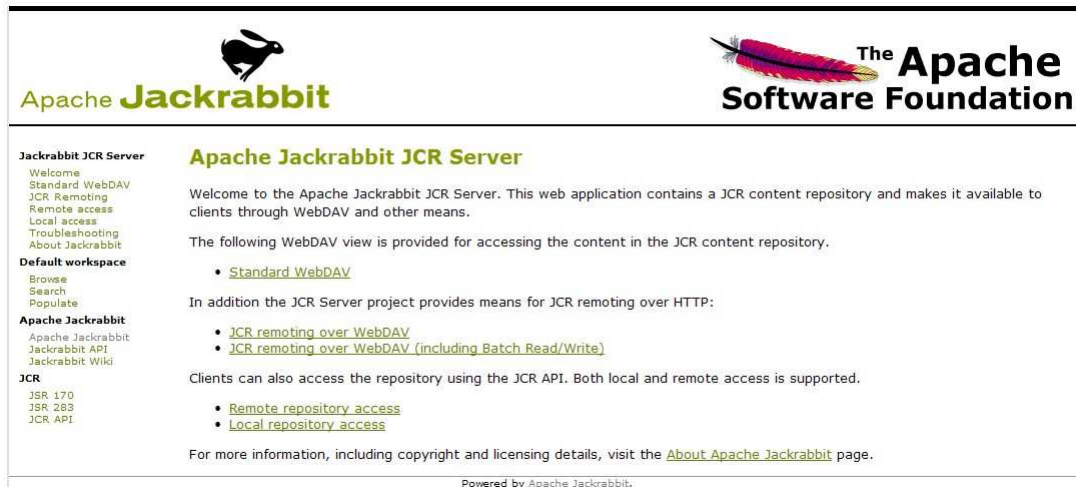 Apache Jackrabbit
The Apache
Software Foundation
Jackrabbit JCR Server
Welcome
Standard WebDAV
JCR Remoting
Remote access
Local access
Troubleshooting
About Jackrabbit
Default workspace
Browse
Search
Populate
Apache Jackrabbit
Apache Jackrabbit
Jackrabbit API
Jackrabbit Wiki
JCR
JSR 170
JSR 283
JCR API
Apache Jackrabbit JCR Server
Welcome to the Apache Jackrabbit JCR Server. This web application contains a JCR content repository and makes it available to
clients through WebDAV and other means.
The following WebDAV view is provided for accessing the content in the JCR content repository.
• Standard WebDAV
In addition the JCR Server project provides means for JCR remoting over HTTP:
• JCR remoting over WebDAV
• JCR remoting over WebDAV (including Batch Read/Write)
Clients can also access the repository using the JCR API. Both local and remote access is supported.
• Remote repository access
• Local repository access
For more information, including copyright and licensing details, visit the About Apache Jackrabbit page.
Powered by Apache Jackrabbit.